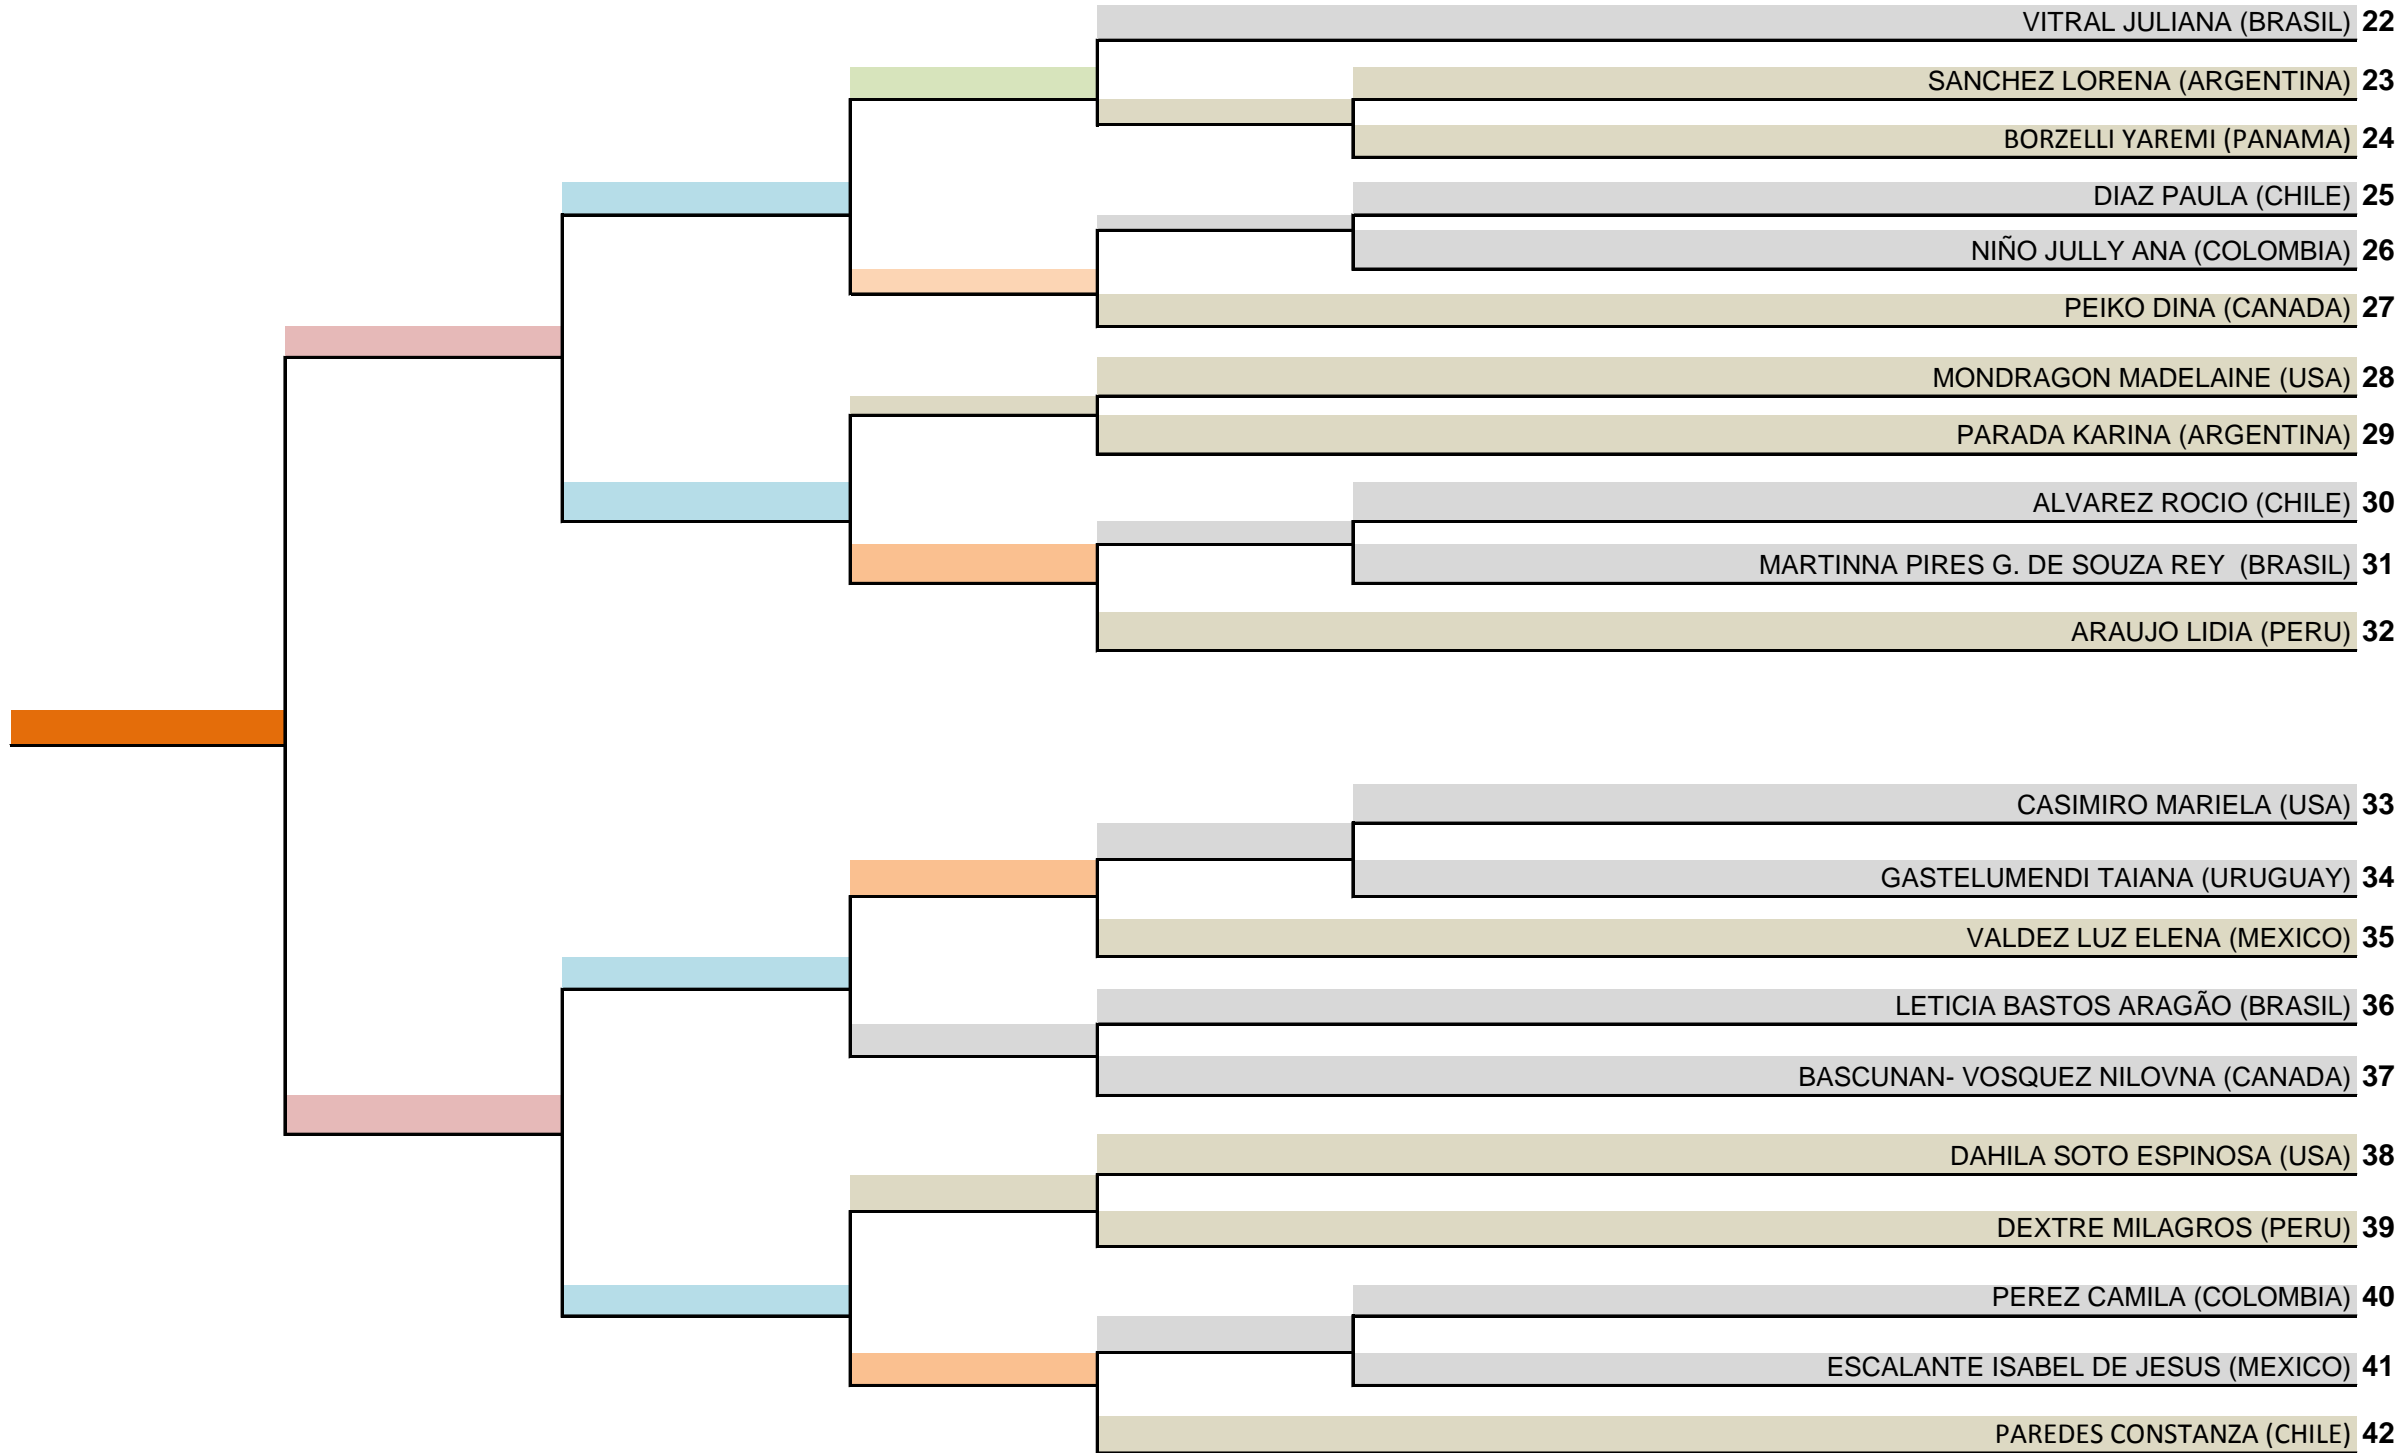 VITRAL JULIANA (BRASIL) 22
SANCHEZ LORENA (ARGENTINA) 23
BORZELLI YAREMI (PANAMA) 24
DIAZ PAULA (CHILE) 25
NIÑO JULLY ANA (COLOMBIA) 26
PEIKO DINA (CANADA) 27
MONDRAGON MADELAINE (USA) 28
PARADA KARINA (ARGENTINA) 29
ALVAREZ ROCIO (CHILE) 30
MARTINNA PIRES G. DE SOUZA REY  (BRASIL) 31
ARAUJO LIDIA (PERU) 32
CASIMIRO MARIELA (USA) 33
GASTELUMENDI TAIANA (URUGUAY) 34
VALDEZ LUZ ELENA (MEXICO) 35
LETICIA BASTOS ARAGÃO (BRASIL) 36
BASCUNAN- VOSQUEZ NILOVNA (CANADA) 37
DAHILA SOTO ESPINOSA (USA) 38
DEXTRE MILAGROS (PERU) 39
PEREZ CAMILA (COLOMBIA) 40
ESCALANTE ISABEL DE JESUS (MEXICO) 41
PAREDES CONSTANZA (CHILE) 42